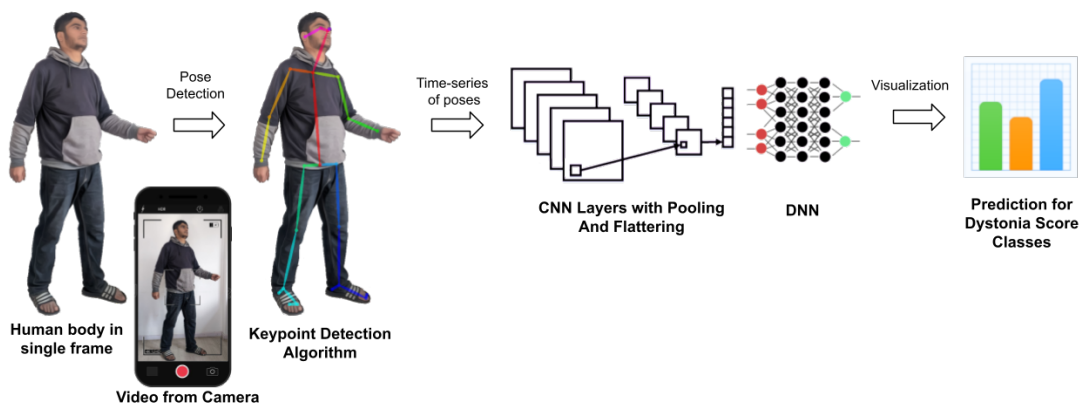 Pose
Detection
Time-series
of poses
Visualization
CNN Layers with Pooling
And Flattering
DNN
Prediction for
Dystonia Score
Classes
Human body in
single frame
Keypoint Detection
Algorithm
Video from Camera